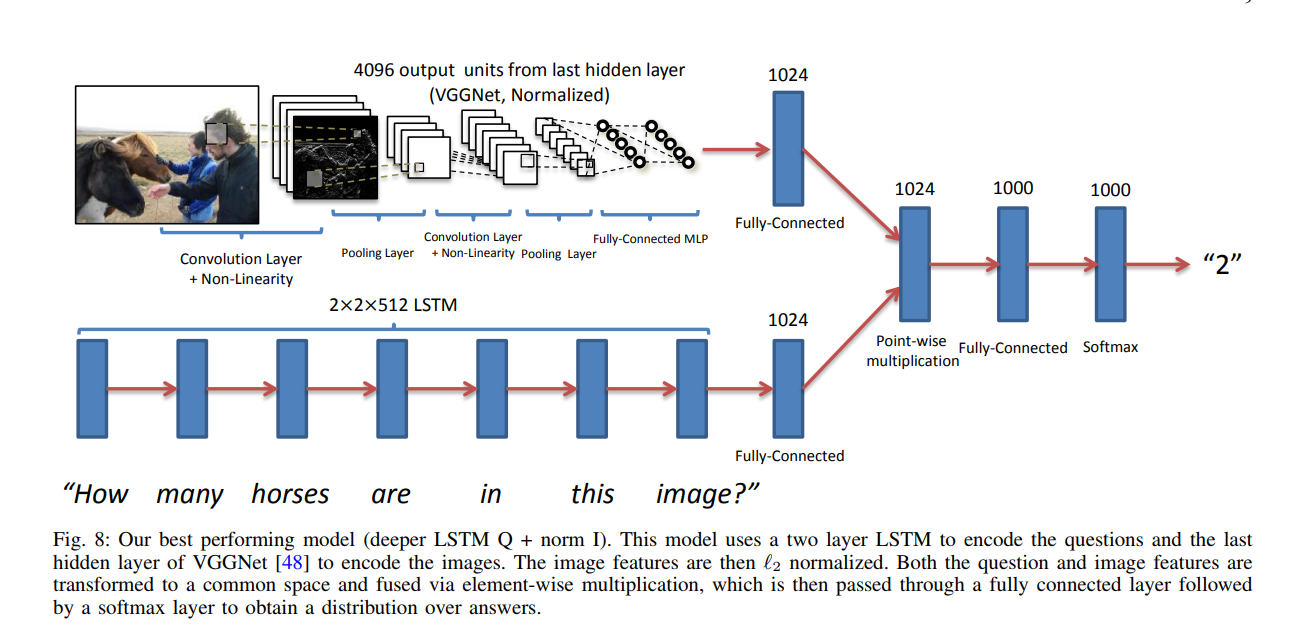 4096 output units from last hidden layer
(VGGNet, Normalized)
1024
Fully-Connected
Convolution Layer
+ Non-Linearity
Pooling Layer
Convolution Layer
+ Non-Linearity
Pooling Layer
Fully-Connected MLP
2×2×512 LSTM
1024
Fully-Connected
1024
Point-wise
multiplication
1000
Fully-Connected
1000
Softmax
“2”
“How many horses are in this image?”
Fig. 8: Our best performing model (deeper LSTM Q + norm I). This model uses a two layer LSTM to encode the questions and the last
hidden layer of VGGNet [48] to encode the images. The image features are then ℓ2 normalized. Both the question and image features are
transformed to a common space and fused via element-wise multiplication, which is then passed through a fully connected layer followed
by a softmax layer to obtain a distribution over answers.